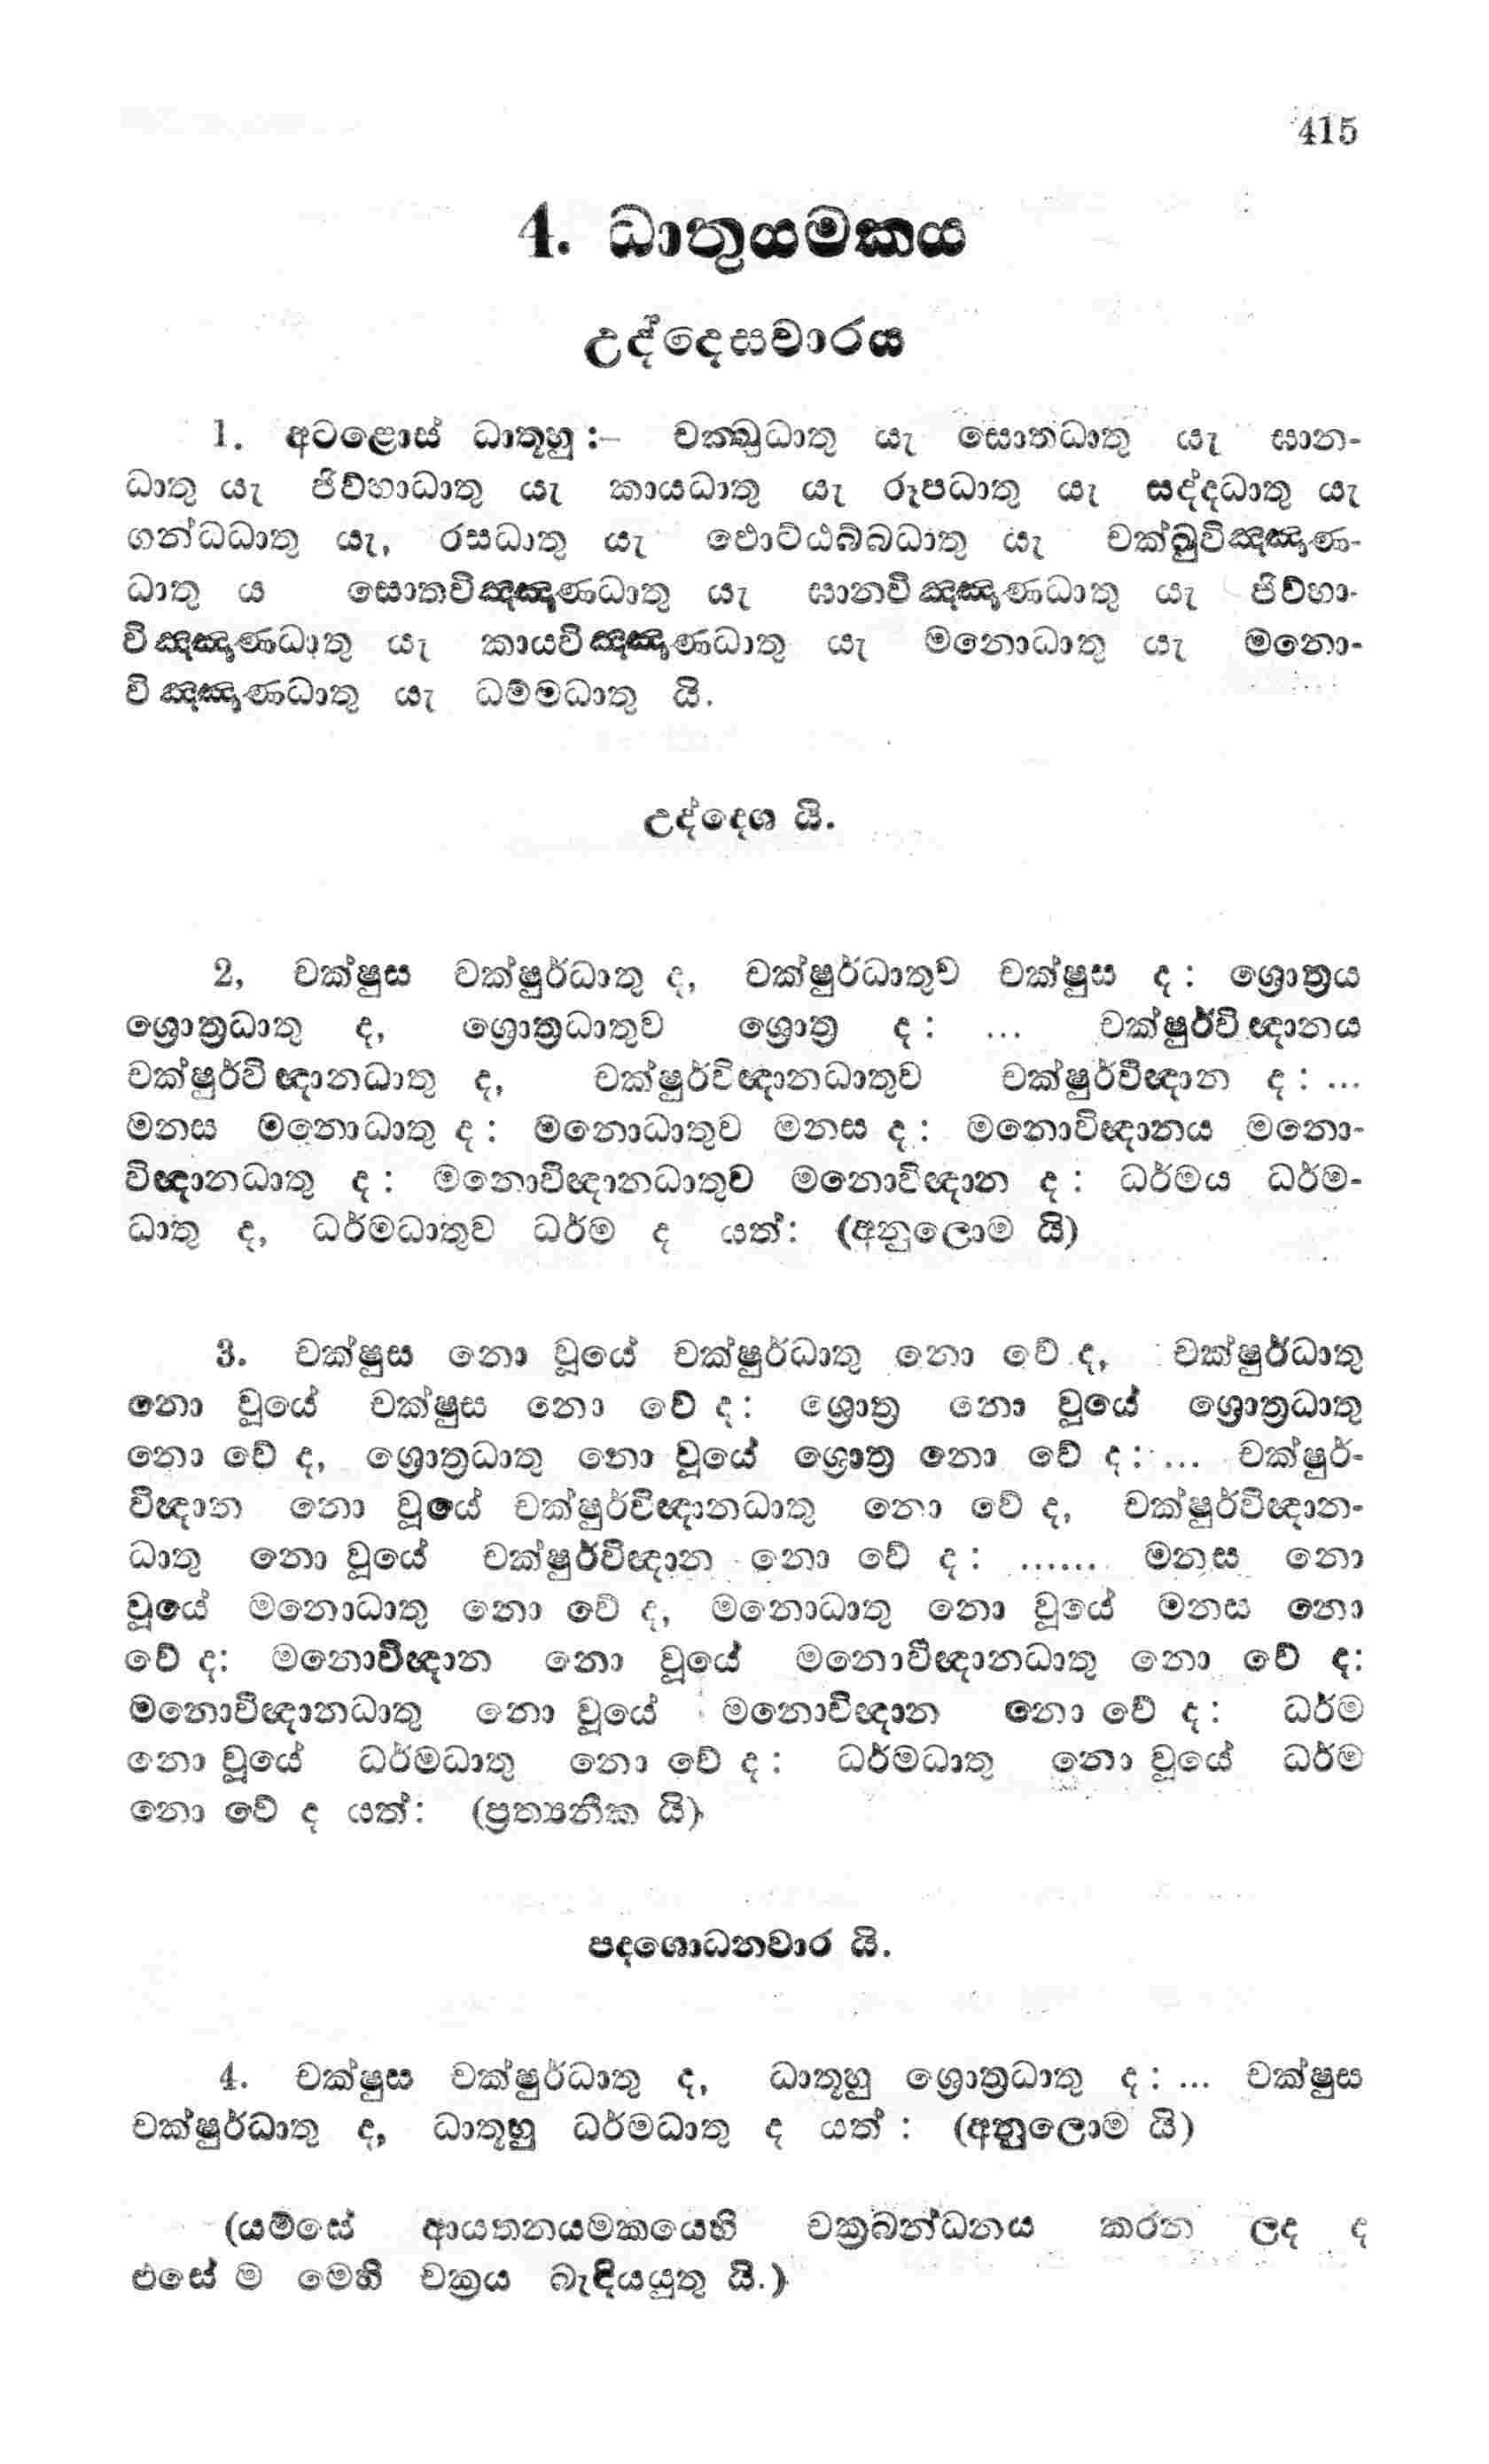 415
4. ධාතුයමකය
උද්දෙසවාරය
1. අටළොස් ධාතූහු :– චක්ඛුධාතු යැ සොතධාතු යැ ඝාන-
ධාතු යැ ජිව්හාධාතු යැ කායධාතු යැ රූපධාතු යැ සද්දධාතු යැ
ගන්ධධාතු යැ, රසධාතු යැ ඵොට්ඨබ්බධාතු යැ චක්ඛුවිඤ්ඤාණ-
ධාතු ය සොතවිඤ්ඤාණධාතු යැ ඝානවිඤ්ඤාණධාතු යැ ජිව්හා-
විඤ්ඤාණධාතු යැ කායවිඤ්ඤාණධාතු යැ මනොධාතු යැ මනො-
විඤ්ඤාණධාතු යැ ධම්මධාතු යි.
උද්දෙශ යි.
2, චක්ෂුස චක්ෂුර්ධාතු ද, චක්ෂුර්ධාතුව චක්ෂුස ද : ශ්‍රොත්‍රය
ශ්‍රොත්‍රධාතු ද, ශ්‍රොත්‍රධාතුව ශ්‍රොත්‍ර ද : ... චක්ෂුර්විඥානය
චක්ෂුර්විඥානධාතු ද, චක්ෂුර්විඥානධාතුව චක්ෂුර්විඥාන ද : ...
මනස මනොධාතු ද : මනොධාතුව මනස ද : මනොවිඥානය මනො-
විඥානධාතු ද : මනොවිඥානධාතුව මනොවිඥාන ද : ධර්මය ධර්ම-
ධාතු ද, ධර්මධාතුව ධර්ම ද යත්: (අනුලොම යි)
3. චක්ෂුස නො වූයේ චක්ෂුර්ධාතු නො වේ ද, චක්ෂුර්ධාතු
නො වූයේ චක්ෂුස නො වේ ද : ශ්‍රොත්‍ර නො වූයේ ශ්‍රොත්‍රධාතු
නො වේ ද, ශ්‍රොත්‍රධාතු නො වූයේ ශ්‍රොත්‍ර නො වේ ද : ... චක්ෂුර්-
විඥාන නො වූයේ චක්ෂුර්විඥානධාතු නො වේ ද, චක්ෂුර්විඥාන-
ධාතු නො වූයේ චක්ෂුර්විඥාන නො වේ ද : ....... මනස නො
වූයේ මනොධාතු නො වේ ද, මනොධාතු නො වූයේ මනස නො
වේ ද: මනොවිඥාන නො වූයේ මනොවිඥානධාතු නො වේ ද:
මනොවිඥානධාතු නො වූයේ මනොවිඥාන නො වේ ද : ධර්ම
නො වූයේ ධර්මධාතු නො වේ ද : ධර්මධාතු නො වූයේ ධර්ම
නො වේ ද යත්: (ප්‍රත්‍යනීක යි)
පදශොධනවාර යි.
4. චක්ෂුස චක්ෂුර්ධාතු ද, ධාතූහු ශ්‍රොත්‍රධාතු ද : ... චක්ෂුස
චක්ෂුර්ධාතු ද, ධාතූහු ධර්මධාතු ද යත් : (අනුලොම යි)
(යම්සේ ආයතනයමකයෙහි චක්‍රබන්ධනය කරන ලද ද
එසේ ම මෙහි චක්‍රය බැඳියයුතු යි.)